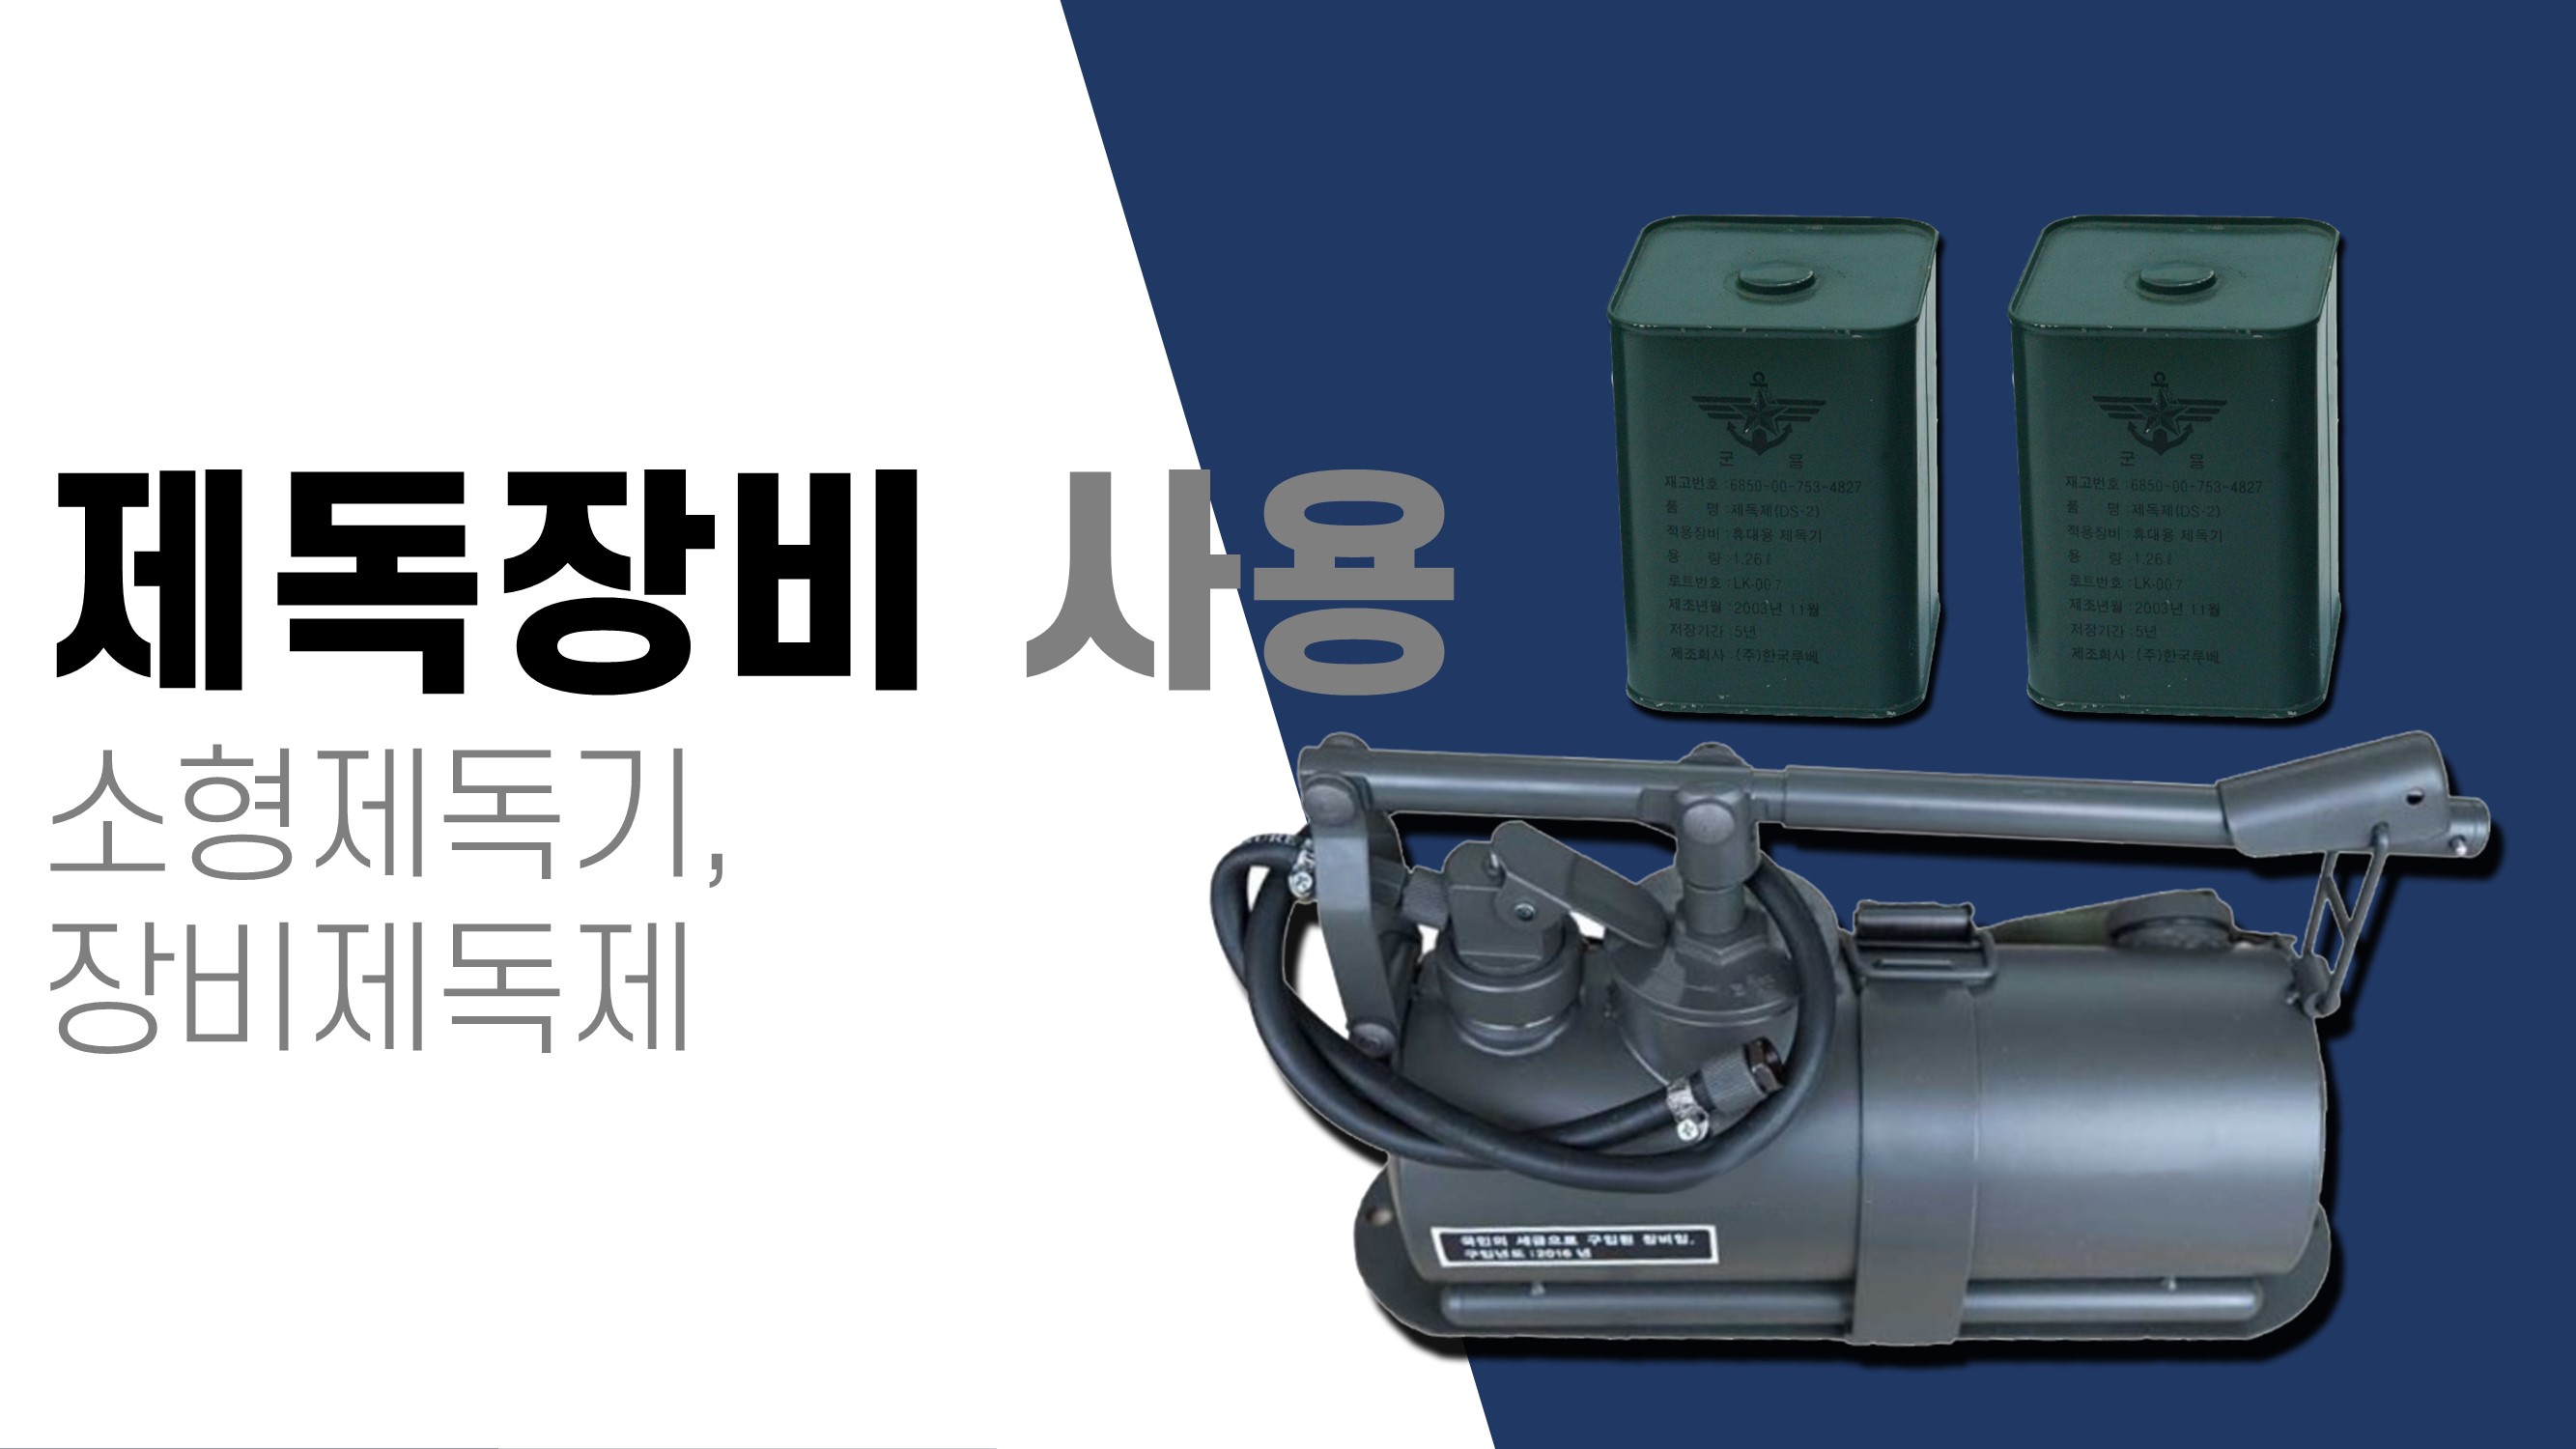 제독장비 사용
소형제독기,
장비제독제
군 용
재고번호 : 6850-00-753-4827
품 명 : 제독제(DS-2)
적용장비 : 휴대용 제독기
용 량 : 1.26ℓ
로트번호 : LK-007
제조년월 : 2003년 11월
저장기간 : 5년
제조회사 : (주)한국루베
군 용
재고번호 : 6850-00-753-4827
품 명 : 제독제(DS-2)
적용장비 : 휴대용 제독기
용 량 : 1.26ℓ
로트번호 : LK-007
제조년월 : 2003년 11월
저장기간 : 5년
제조회사 : (주)한국루베
국민의 세금으로 구입된 장비임.
구입년도 : 2016 년